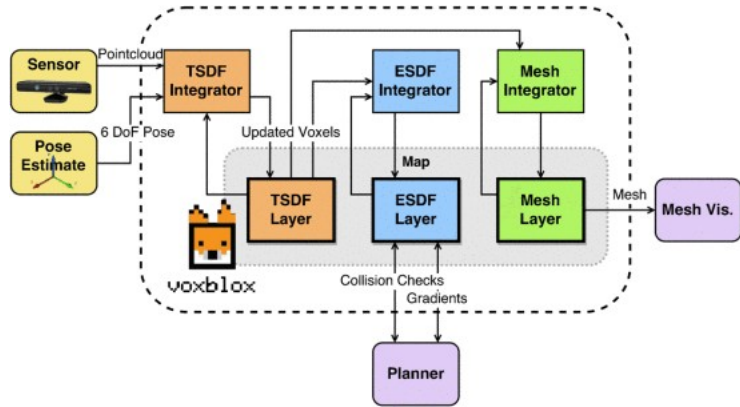 Sensor
Pointcloud
TSDF
Integrator
ESDF
Integrator
Mesh
Integrator
Pose
Estimate
6 DoF Pose
Updated Voxels
Map
TSDF
Layer
ESDF
Layer
Mesh
Layer
Mesh
Mesh Vis.
voxblox
Collision Checks
Gradients
Planner